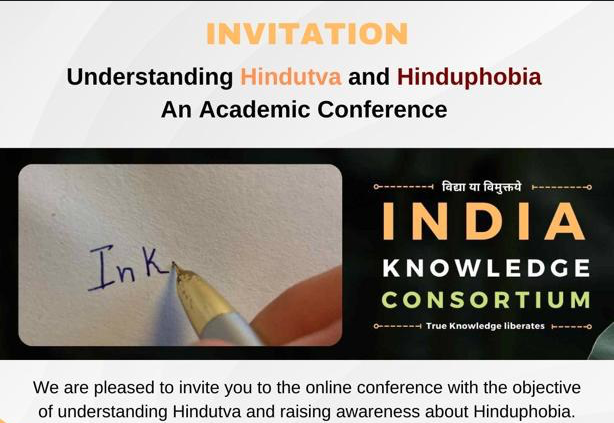 INVITATION
Understanding Hindutva and Hinduphobia
An Academic Conference
InK
विद्या या विमुक्तये
INDIA
KNOWLEDGE
CONSORTIUM
True Knowledge liberates
We are pleased to invite you to the online conference with the objective
of understanding Hindutva and raising awareness about Hinduphobia.